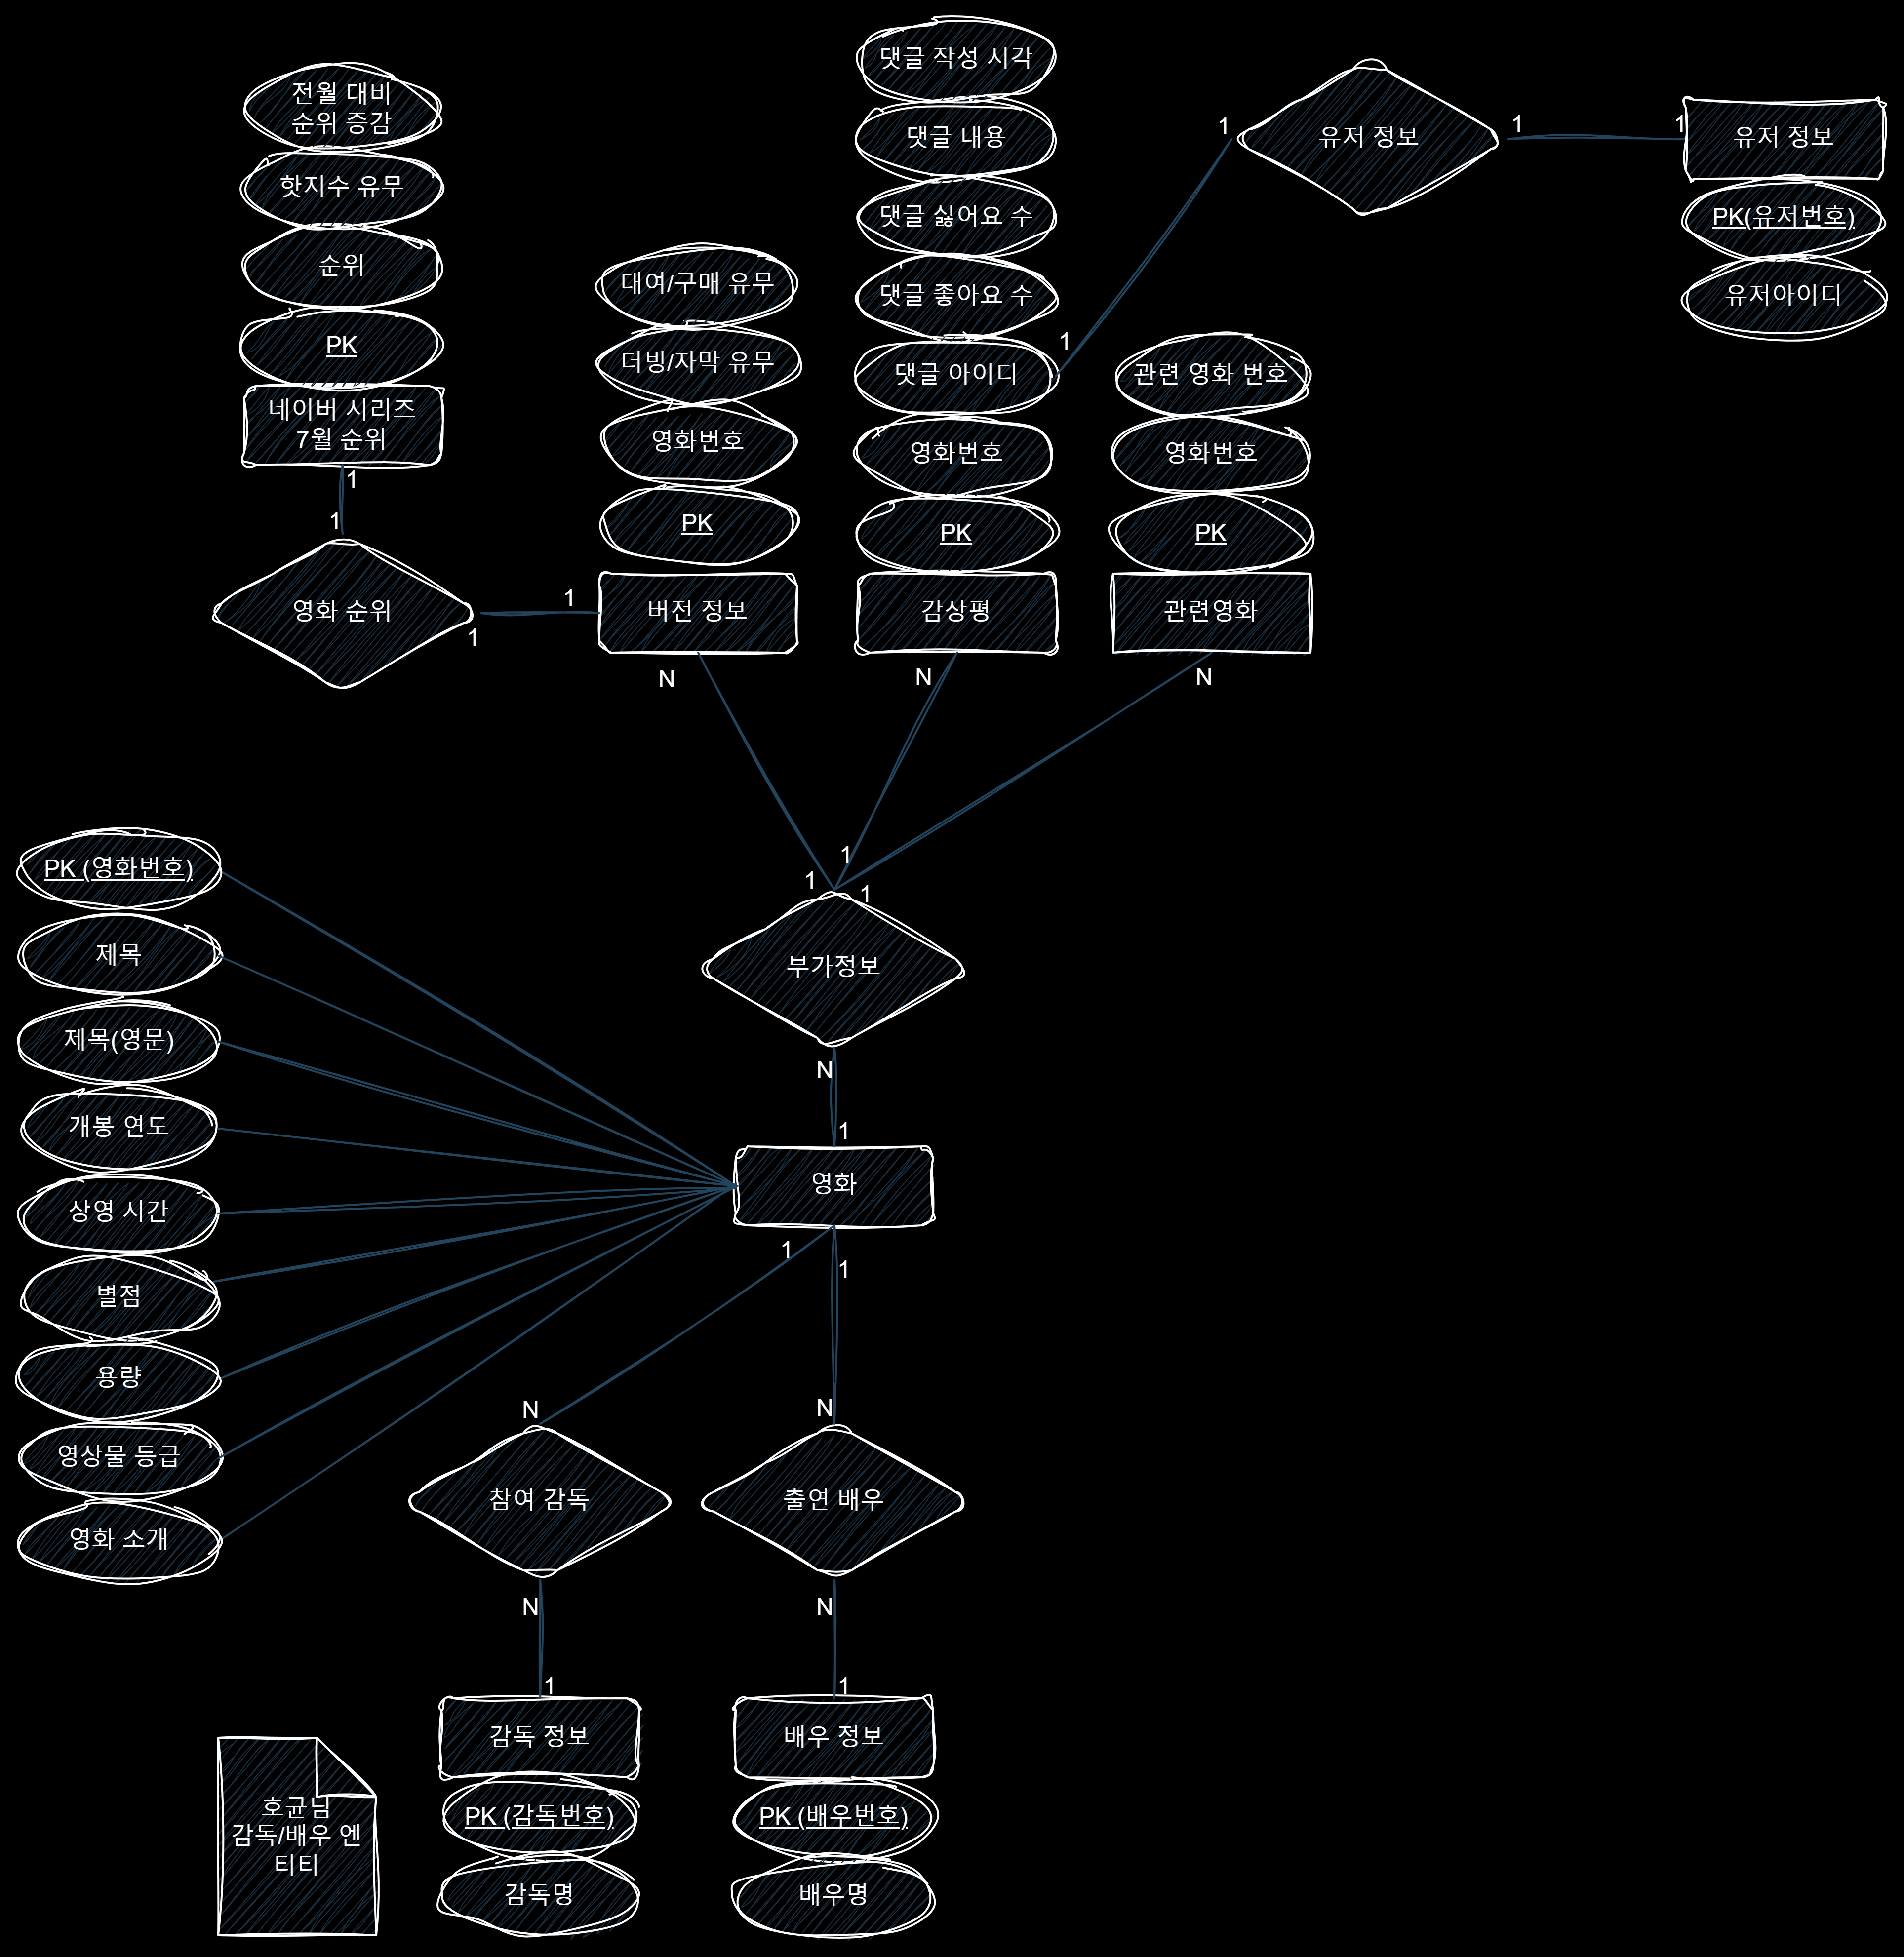 댓글 작성 시각
전월 대비
순위 증감
댓글 내용
유저 정보
유저 정보
1
1
1
핫지수 유무
댓글 싫어요 수
PK(유저번호)
순위
대여/구매 유무
댓글 좋아요 수
유저아이디
PK
더빙/자막 유무
댓글 아이디
1
관련 영화 번호
네이버 시리즈
7월 순위
영화번호
영화번호
영화번호
1
1
PK
PK
PK
영화 순위
1
1
버전 정보
감상평
관련영화
N
N
N
PK (영화번호)
1
1
1
제목
부가정보
제목(영문)
N
개봉 연도
1
상영 시간
영화
1
1
별점
용량
N
N
영상물 등급
참여 감독
출연 배우
영화 소개
N
N
1
1
감독 정보
배우 정보
호균님
감독/배우 엔
티티
PK (감독번호)
PK (배우번호)
감독명
배우명